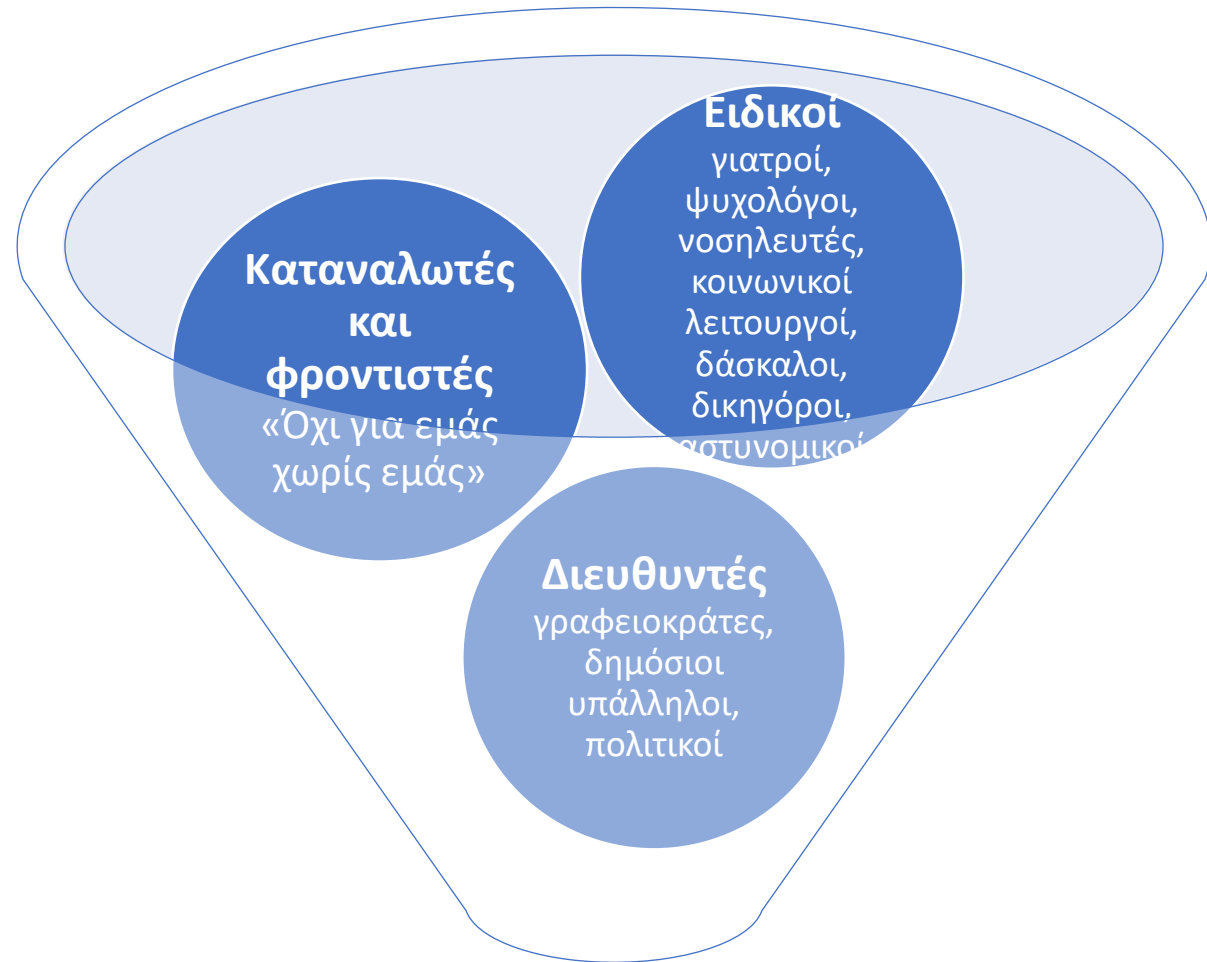 Ειδικοί
γιατροί,
ψυχολόγοι,
νοσηλευτές,
κοινωνικοί
λειτουργοί,
δάσκαλοι,
δικηγόροι,
αστυνομικοί
Καταναλωτές
και
φροντιστές
«Όχι για εμάς
χωρίς εμάς»
Διευθυντές
γραφειοκράτες,
δημόσιοι
υπάλληλοι,
πολιτικοί